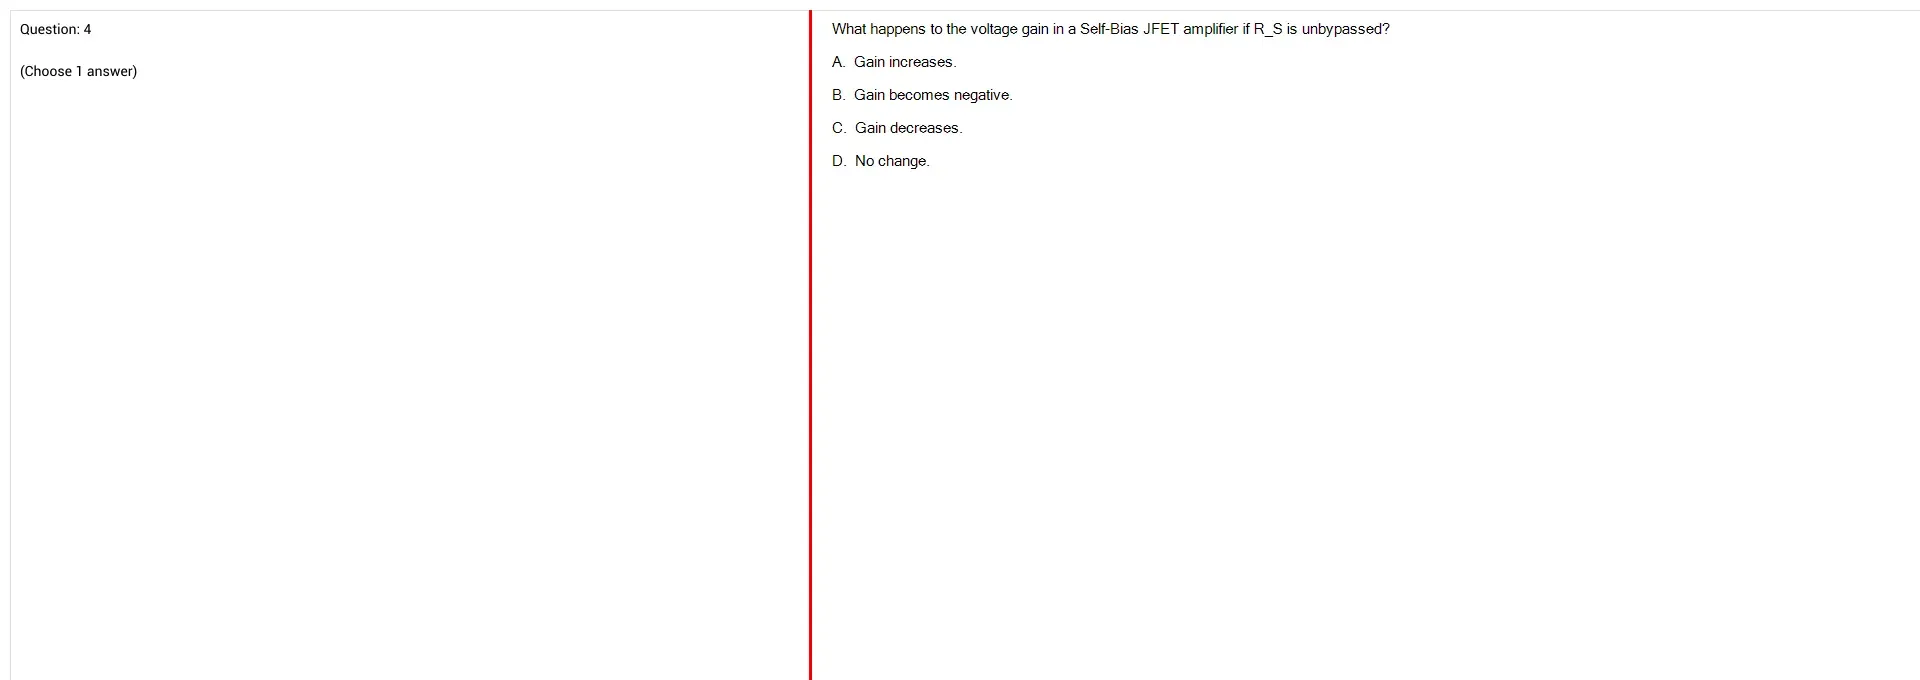 Question: 4
(Choose 1 answer)
What happens to the voltage gain in a Self-Bias JFET amplifier if R_S is unbypassed?
A. Gain increases.
B. Gain becomes negative.
C. Gain decreases.
D. No change.